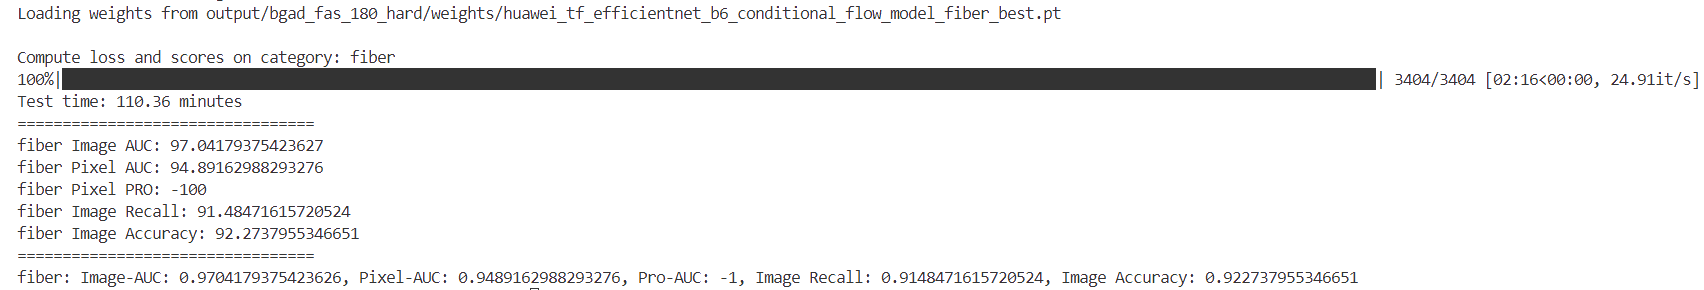 Loading weights from output/bgad_fas_180_hard/weights/huawei_tf_efficientnet_b6_conditional_flow_model_fiber_best.pt
Compute loss and scores on category: fiber
100%| | 3404/3404 [02:16<00:00, 24.91it/s]
Test time: 110.36 minutes
=================================
fiber Image AUC: 97.04179375423627
fiber Pixel AUC: 94.89162988293276
fiber Pixel PRO: -100
fiber Image Recall: 91.48471615720524
fiber Image Accuracy: 92.2737955346651
=================================
fiber: Image-AUC: 0.9704179375423626, Pixel-AUC: 0.9489162988293276, Pro-AUC: -1, Image Recall: 0.9148471615720524, Image Accuracy: 0.922737955346651